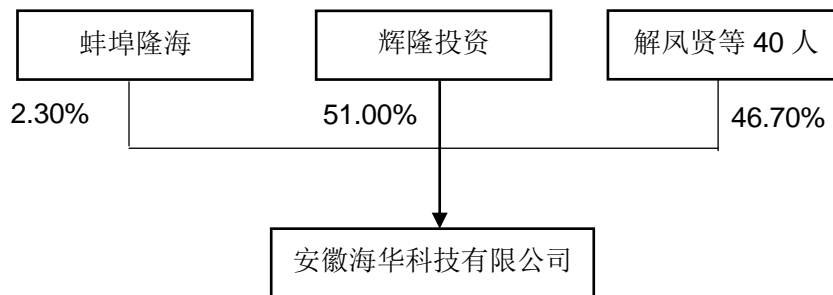 蚌埠隆海
辉隆投资
解凤贤等 40 人
2.30%
51.00%
46.70%
安徽海华科技有限公司